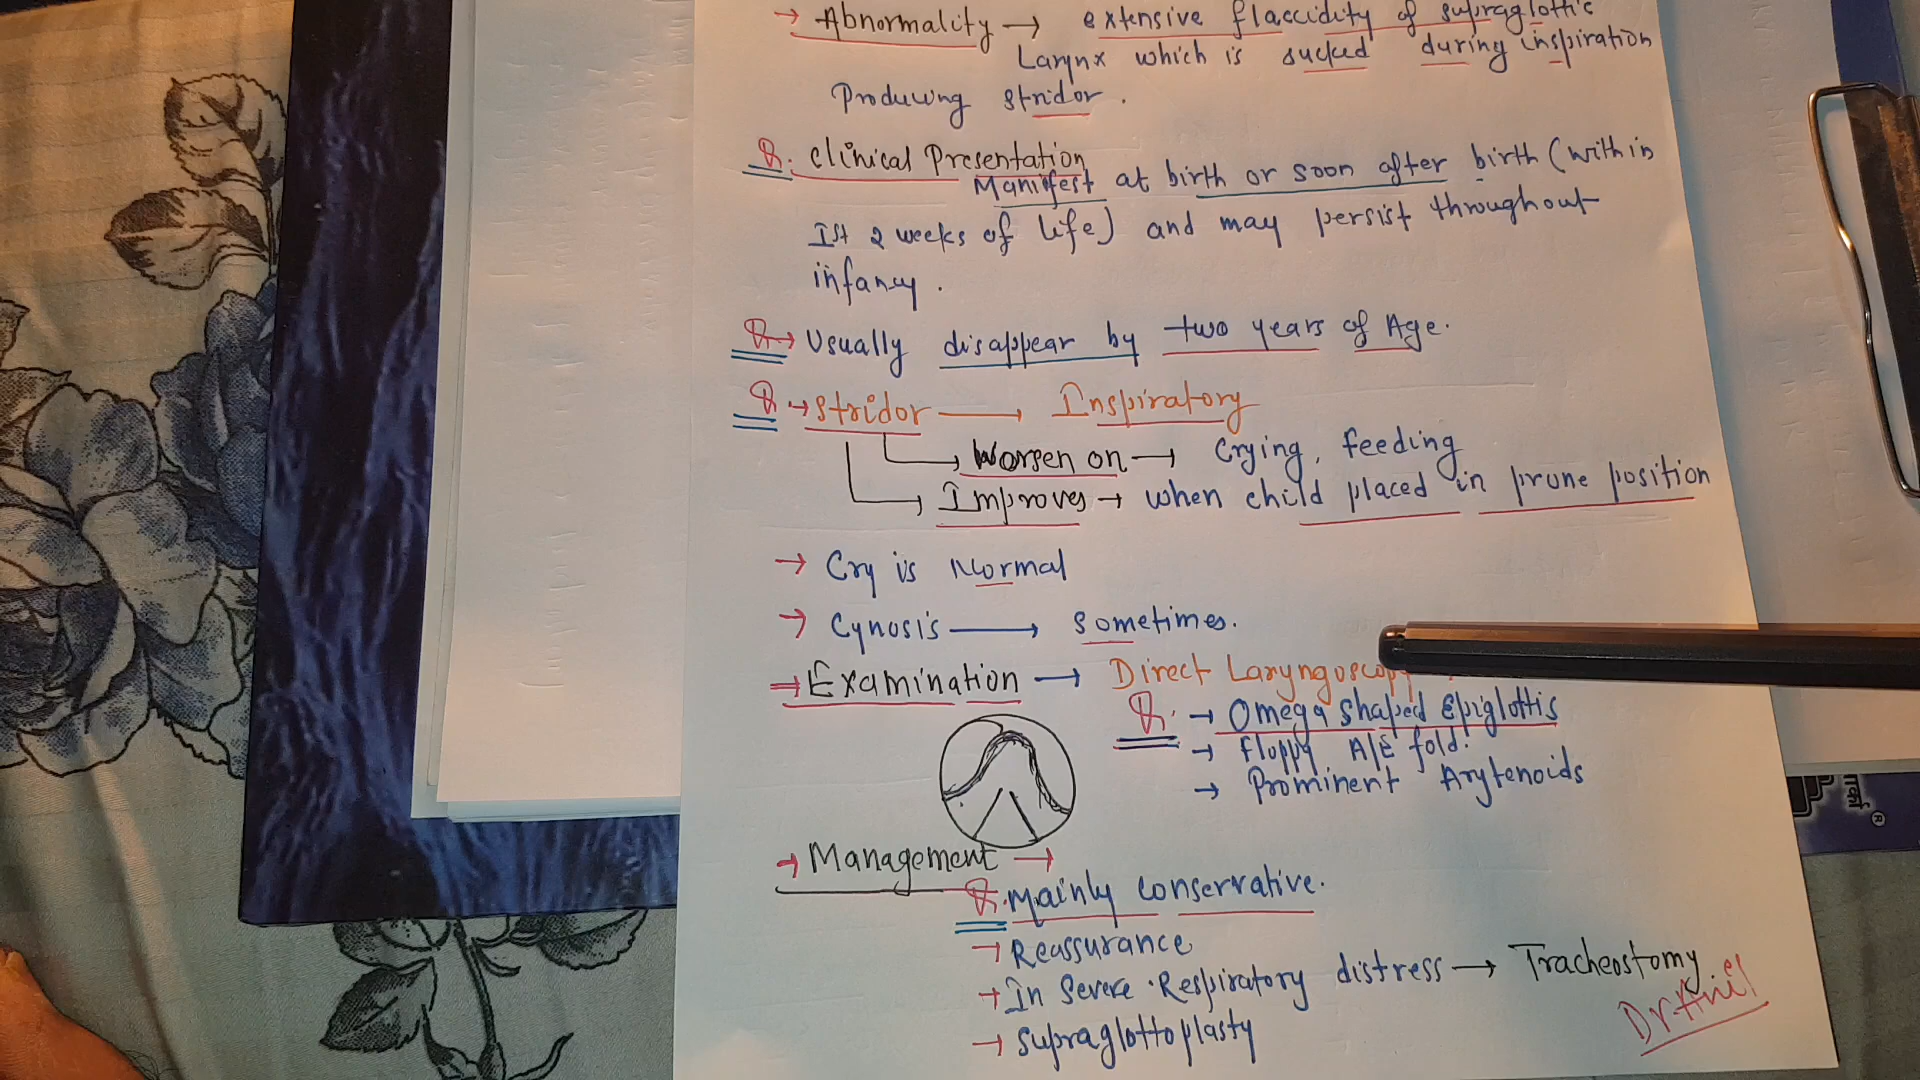 → Abnormality → extensive flaccidity of supraglottic
Larynx which is sucked during inspiration
Producing stridor.
Q. Clinical Presentation
Manifest at birth or soon after birth (within
Ist 2 weeks of life) and may persist throughout
infancy.
Q → Usually disappear by two years of Age.
Q → Stridor → Inspiratory
→ Worsen on → Crying, feeding
→ Improves → when child placed in prone position
→ Cry is Normal
→ Cynosis → sometimes.
→ Examination → Direct Laryngoscopy
Q. → Omega shaped Epiglottis
→ Floppy A/E fold.
→ Prominent Arytenoids
→ Management →
Q. Mainly conservative.
→ Reassurance
→ In Severe Respiratory distress → Tracheostomy
→ Supraglottoplasty
Dr. Anil